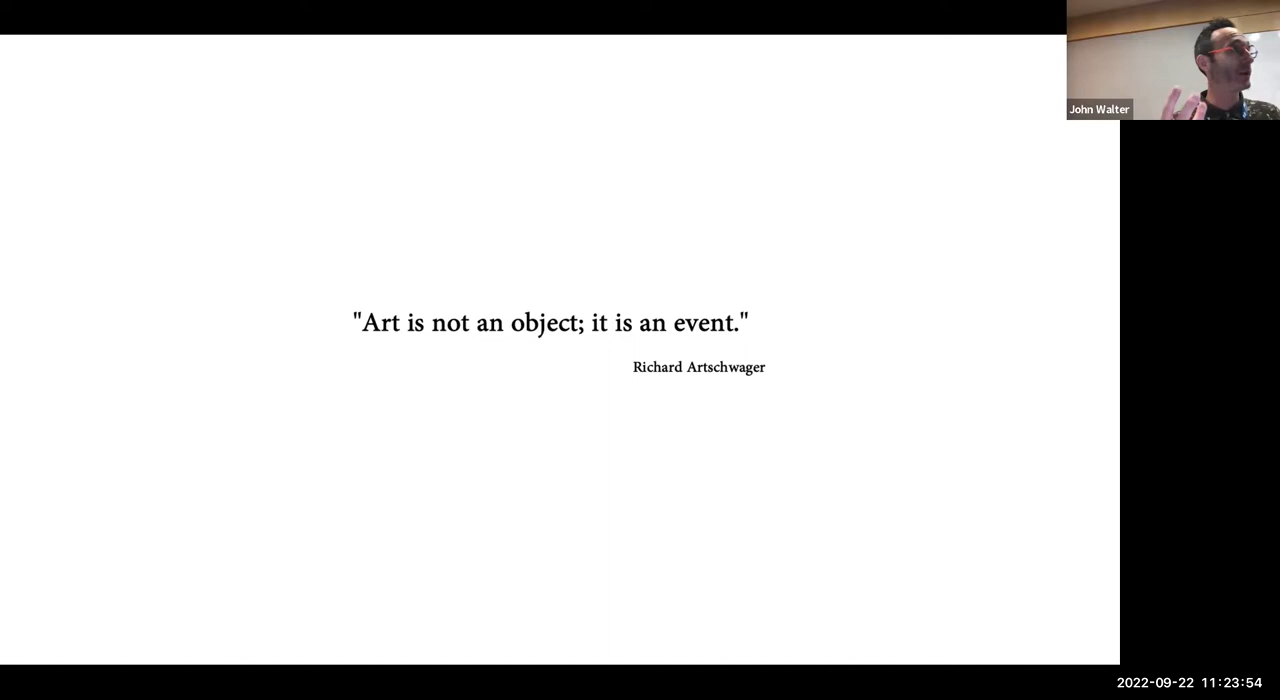 John Walter
"Art is not an object; it is an event."
Richard Artschwager
2022-09-22 11:23:54